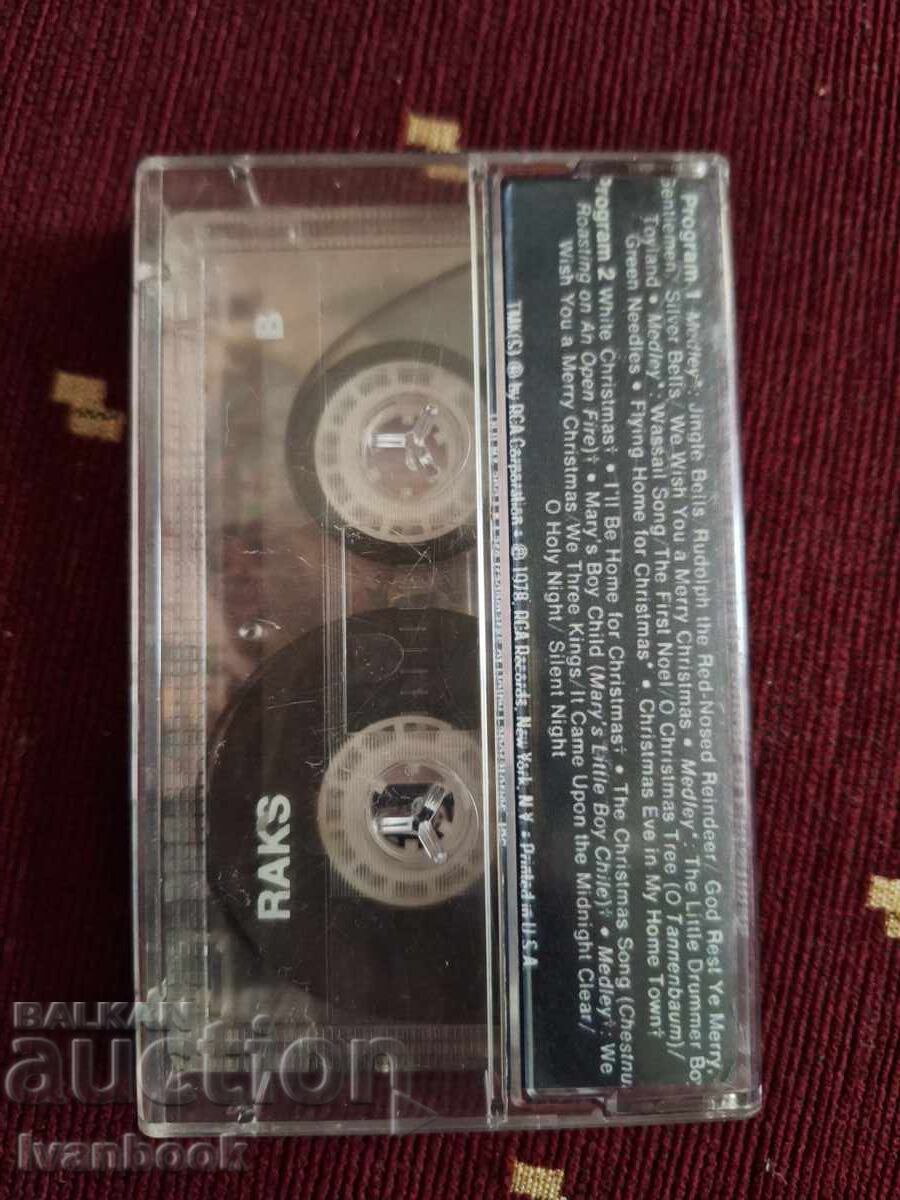 Program 1 Medley*: Jingle Bells, Rudolph the Red-Nosed Reindeer/God Rest Ye Merry,
Gentlemen, Silver Bells, We Wish You a Merry Christmas • Medley*: The Little Drummer Bo
Toyland • Medley*: Wassail Song/The First Noel/O Christmas Tree (O Tannenbaum)/
Green Needles • Flying Home for Christmas* • Christmas Eve in My Home Town†
Program 2 White Christmas† • I'll Be Home for Christmas† • The Christmas Song (Chestnu
Roasting on An Open Fire)† • Mary's Boy Child (Mary's Little Boy Chile)† • Medley†: We
Wish You a Merry Christmas/We Three Kings/It Came Upon the Midnight Clear/
O Holy Night/Silent Night
TMK(S) ® by RCA Corporation • ℗ 1978, RCA Records, New York, N.Y. • Printed in U.S.A
B
RAKS
BALKAN
auction
Ivanbook